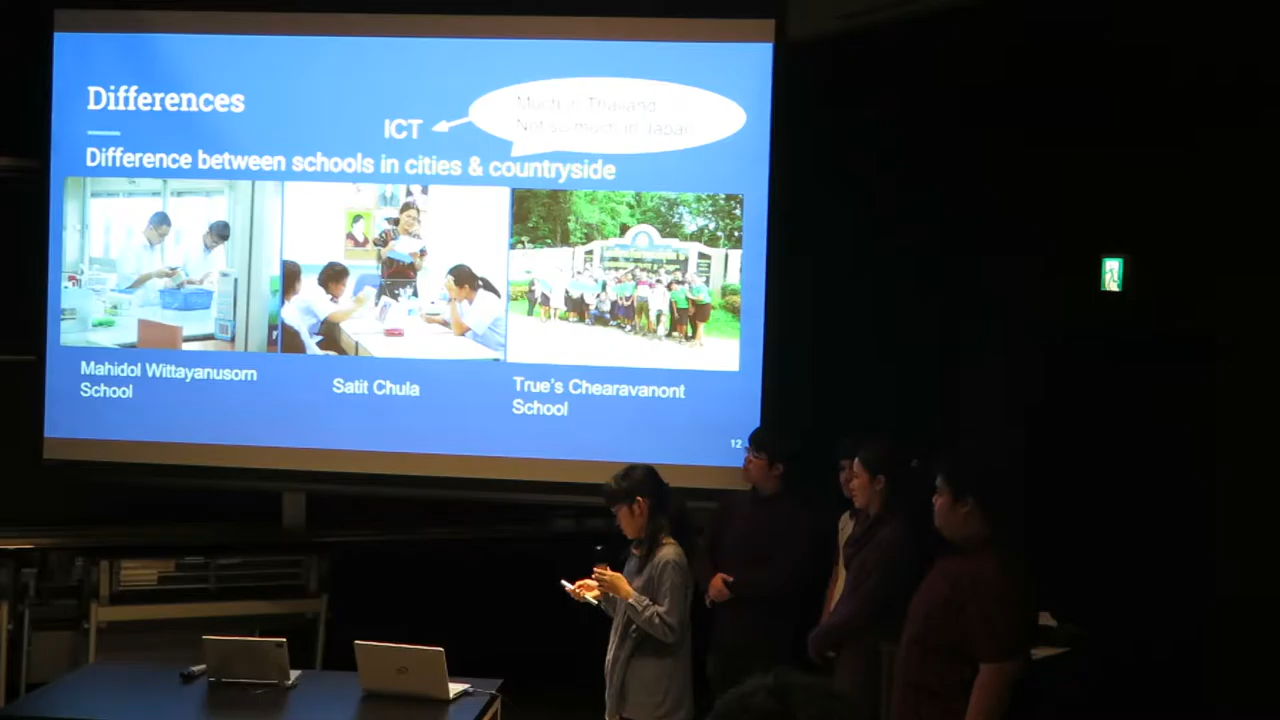 Differences
Much in Thailand
Not so much in Japan
ICT
Difference between schools in cities & countryside
Mahidol Wittayanusorn
School
Satit Chula
True's Chearavanont
School
12